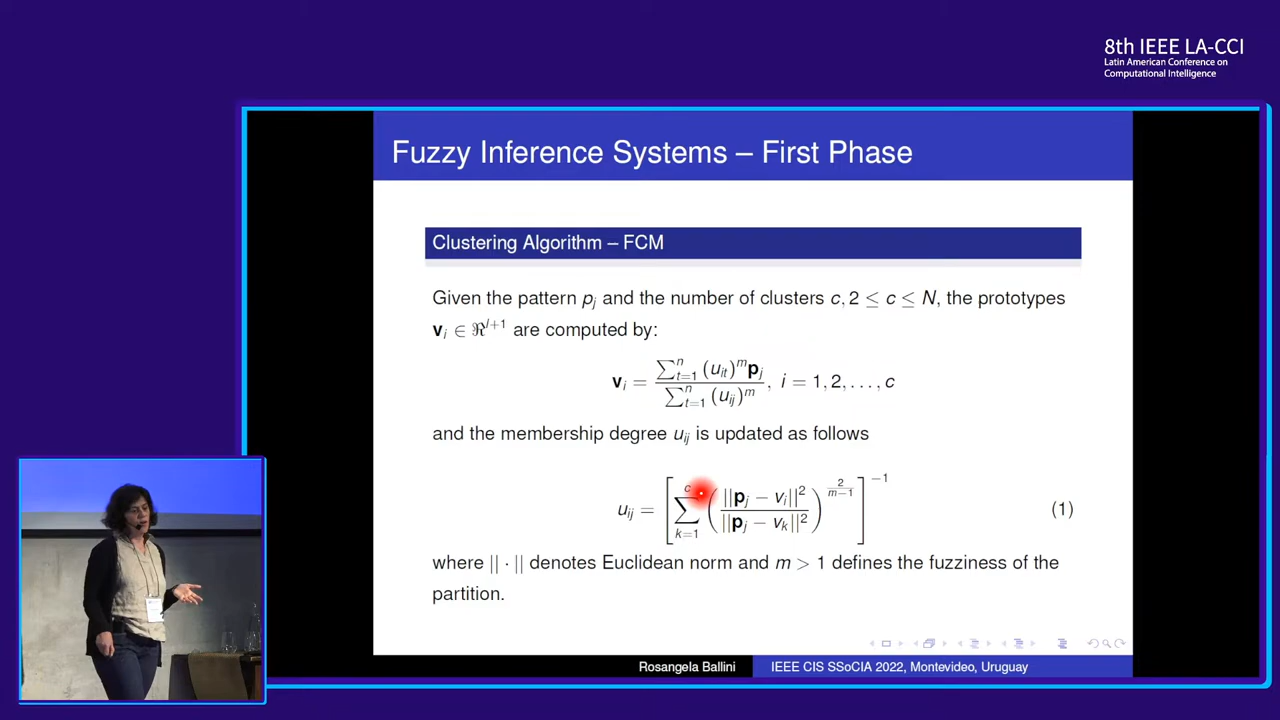 8th IEEE LA-CCI
Latin American Conference on
Computational Intelligence
Fuzzy Inference Systems – First Phase
Clustering Algorithm – FCM
Given the pattern p_j and the number of clusters c, 2 ≤ c ≤ N, the prototypes
v_i ∈ ℜ^{l+1} are computed by:
v_i = \frac{∑_{t=1}^{n} (u_{it})^m p_j}{∑_{t=1}^{n} (u_{ij})^m}, i = 1, 2, . . . , c
and the membership degree u_{ij} is updated as follows
u_{ij} = [∑_{k=1}^{c} (\frac{||p_j − v_i||^2}{||p_j − v_k||^2})^{\frac{2}{m−1}}]^{−1} (1)
where || · || denotes Euclidean norm and m > 1 defines the fuzziness of the
partition.
Rosangela Ballini IEEE CIS SSoCIA 2022, Montevideo, Uruguay